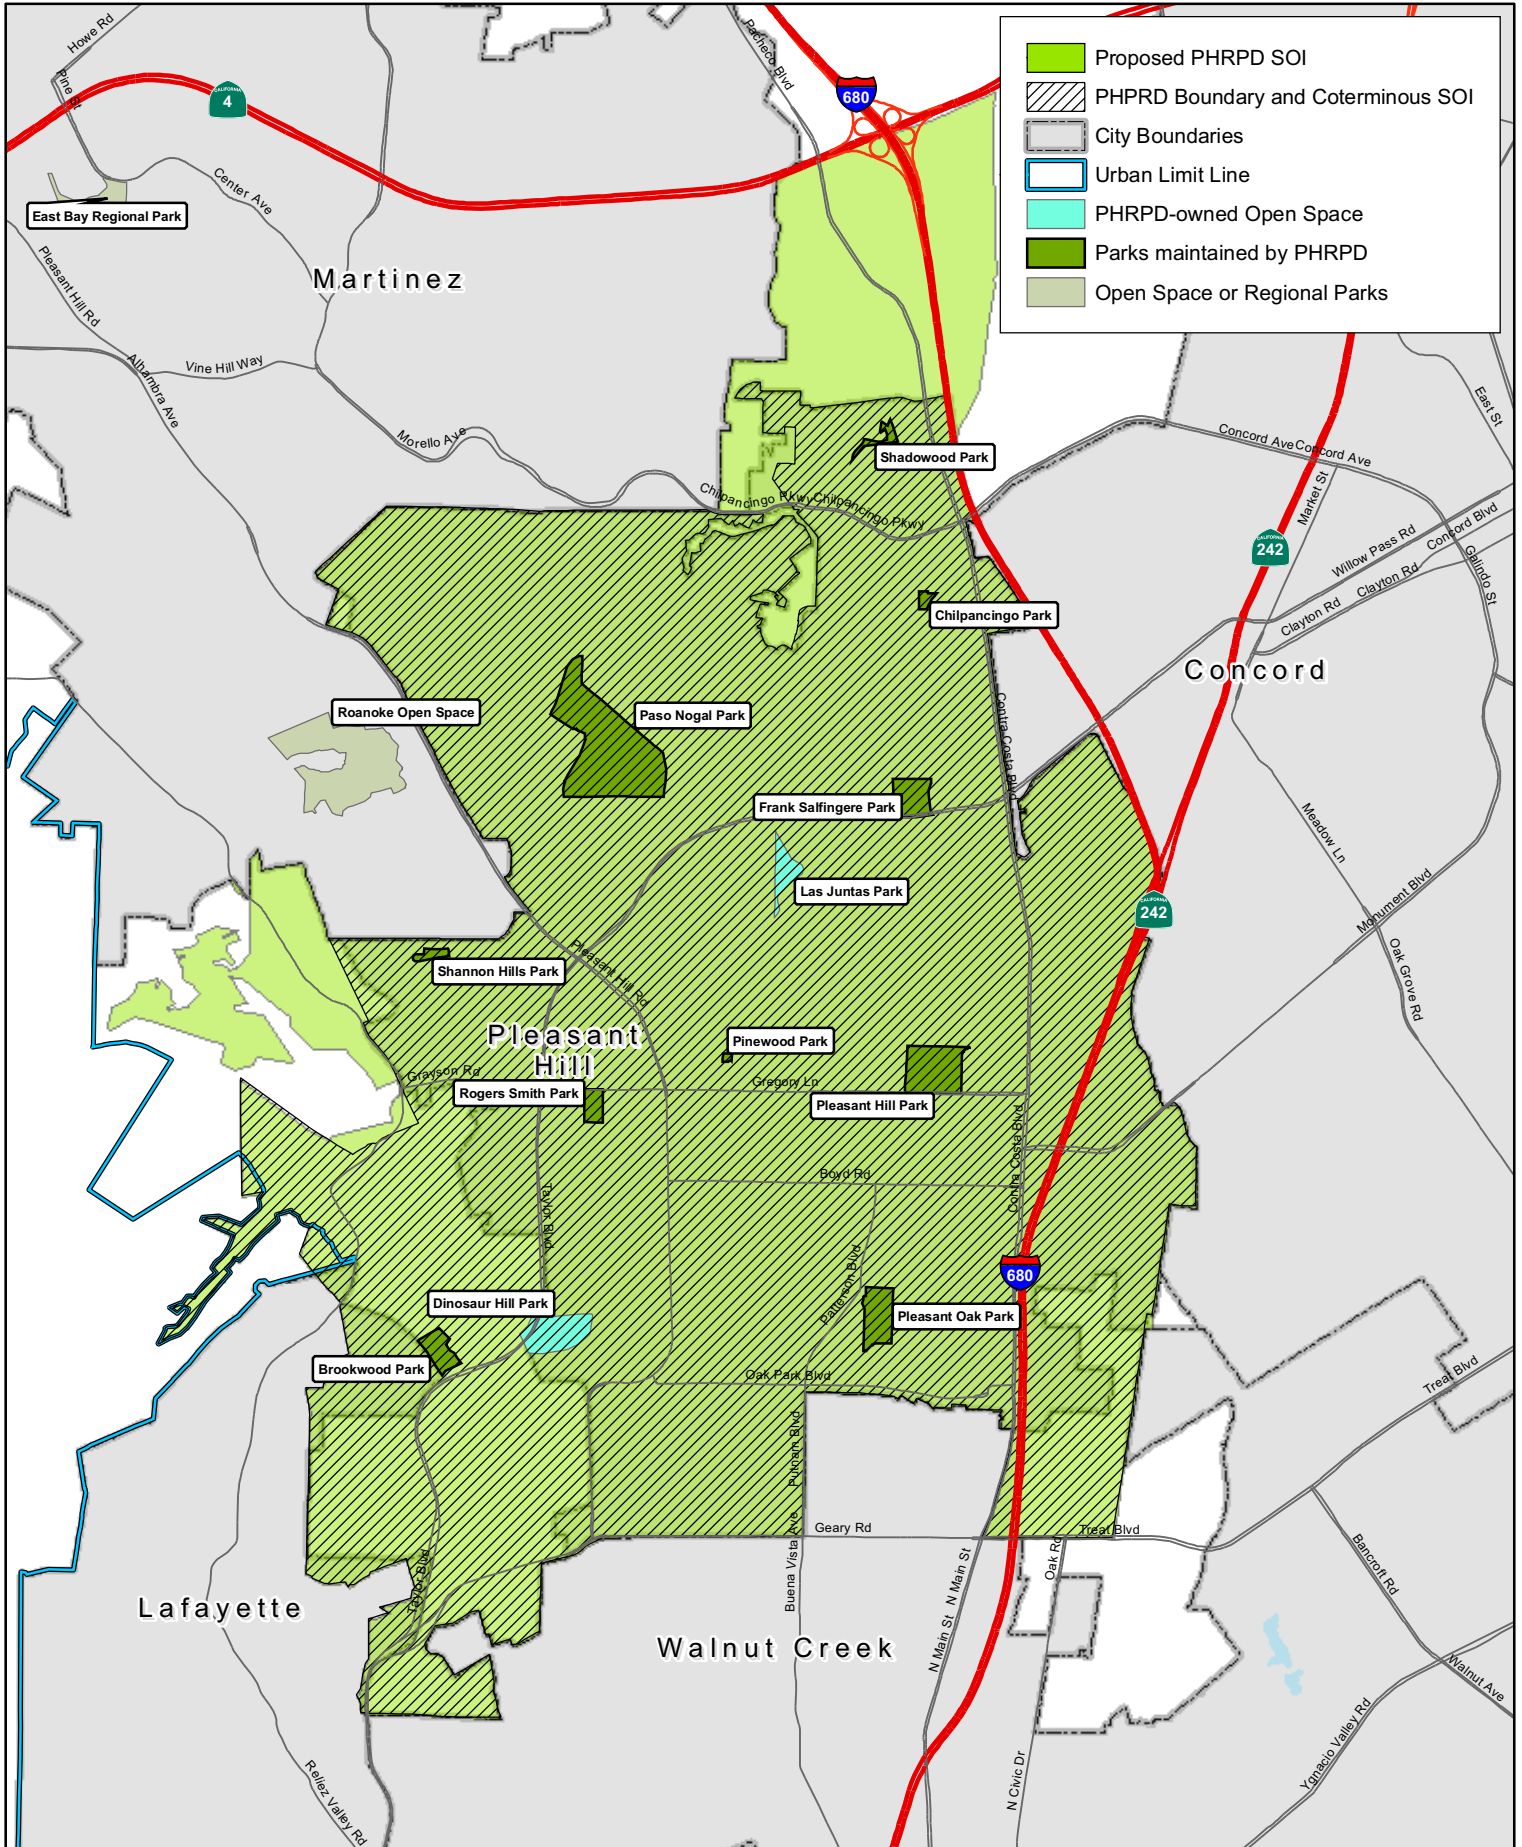 Howe Rd
Pine St
CALIFORNIA
4
Pacheco Blvd
680
Proposed PHRPD SOI
PHPRD Boundary and Coterminous SOI
City Boundaries
Urban Limit Line
PHRPD-owned Open Space
Parks maintained by PHRPD
Open Space or Regional Parks
East Bay Regional Park
Center Ave
Martinez
Pleasant Hill Rd
Alhambra Ave
Vine Hill Way
Morello Ave
East St
Concord Ave
Concord Ave
Shadowood Park
Chilpancingo Pkwy
Chilpancingo Pkwy
Market St
CALIFORNIA
242
Willow Pass Rd
Concord Blvd
Galindo St
Clayton Rd
Clayton Rd
Chilpancingo Park
Concord
Roanoke Open Space
Paso Nogal Park
Contra Costa Blvd
Frank Salfingere Park
Meadow Ln
Las Juntas Park
CALIFORNIA
242
Monument Blvd
Shannon Hills Park
Pleasant Hill Rd
Oak Grove Rd
Pleasant
Hill
Pinewood Park
Grayson Rd
Rogers Smith Park
Gregory Ln
Pleasant Hill Park
Contra Costa Blvd
Boyd Rd
Taylor Blvd
Patterson Blvd
680
Dinosaur Hill Park
Pleasant Oak Park
Brookwood Park
Oak Park Blvd
Treat Blvd
Putnam Blvd
Geary Rd
Treat Blvd
Buena Vista Ave
N Main St
N Main St
Oak Rd
Bancroft Rd
Taylor Blvd
Lafayette
Walnut Creek
Walnut Ave
Ygnacio Valley Rd
N Civic Dr
Reliez Valley Rd